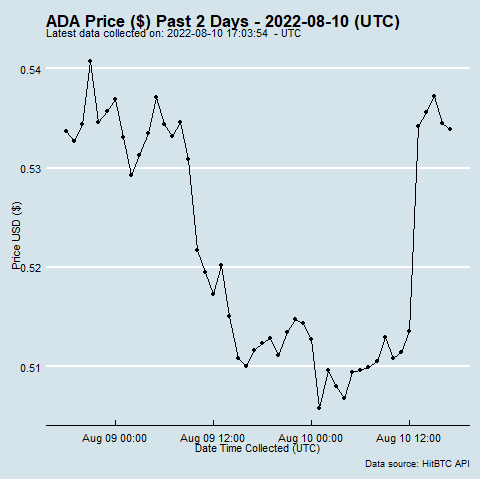 ADA Price ($) Past 2 Days - 2022-08-10 (UTC)
Latest data collected on: 2022-08-10 17:03:54 - UTC
0.54
0.53
0.52
0.51
Price USD ($)
Aug 09 00:00 Aug 09 12:00 Aug 10 00:00 Aug 10 12:00
Date Time Collected (UTC)
Data source: HitBTC API